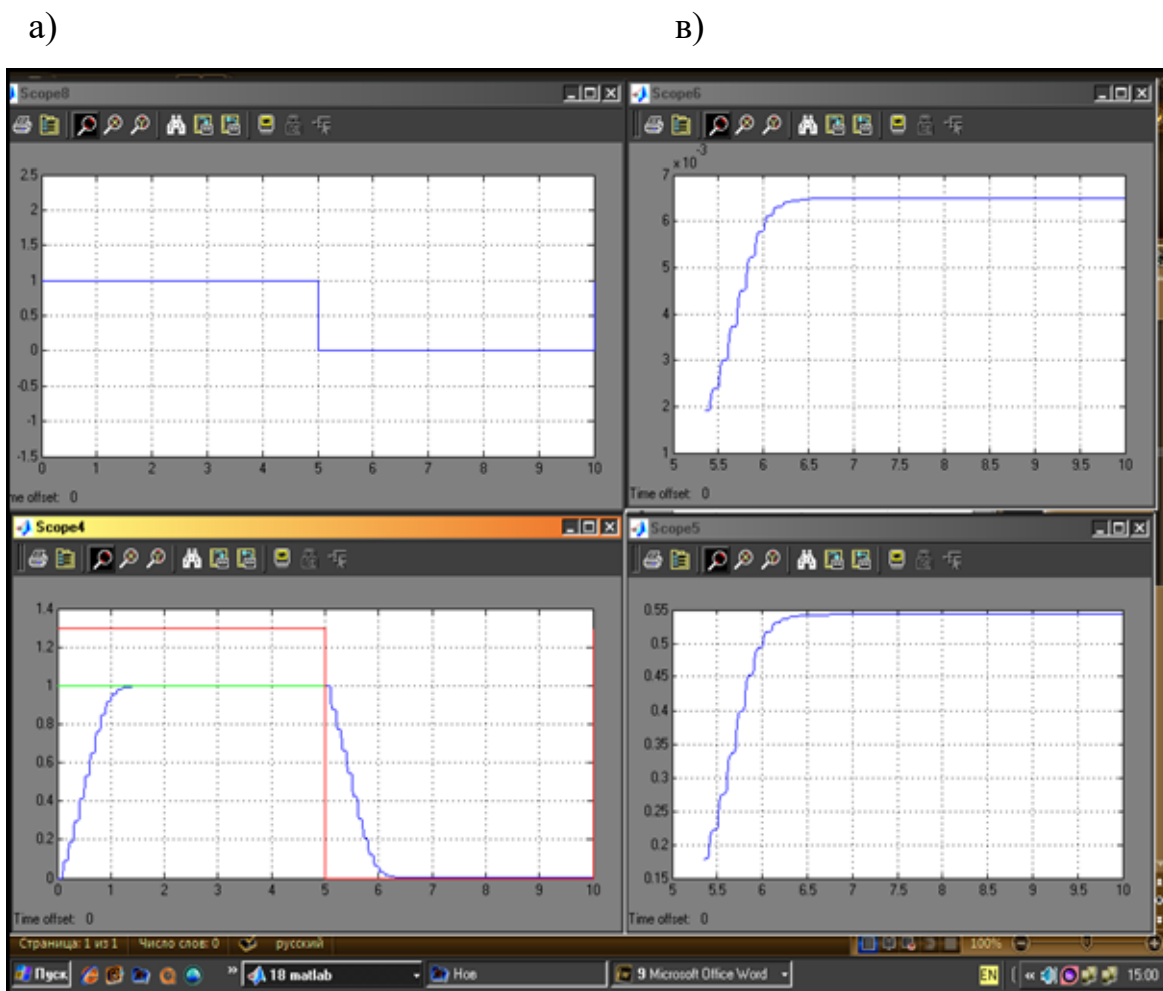 а) в)
Scope8
2.5
2
1.5
1
0.5
0
-0.5
-1
-1.5
0 1 2 3 4 5 6 7 8 9 10
me offset: 0
Scope6
x 10
-3
7
6
5
4
3
2
1
5 5.5 6 6.5 7 7.5 8 8.5 9 9.5 10
Time offset: 0
Scope4
1.4
1.2
1
0.8
0.6
0.4
0.2
0
0 1 2 3 4 5 6 7 8 9 10
Time offset: 0
Scope5
0.55
0.5
0.45
0.4
0.35
0.3
0.25
0.2
0.15
5 5.5 6 6.5 7 7.5 8 8.5 9 9.5 10
Time offset: 0
Страница: 1 из 1 Число слов: 0 русский 100%
Пуск 18 matlab Нов 9 Microsoft Office Word EN 15:00